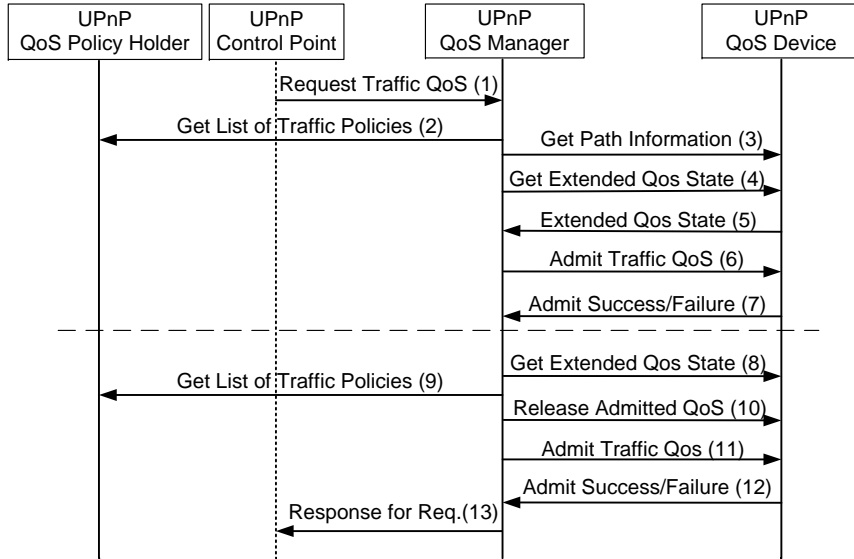 UPnP
QoS Policy Holder
UPnP
Control Point
UPnP
QoS Manager
UPnP
QoS Device
Request Traffic QoS (1)
Get List of Traffic Policies (2)
Get Path Information (3)
Get Extended Qos State (4)
Extended Qos State (5)
Admit Traffic QoS (6)
Admit Success/Failure (7)
Get Extended Qos State (8)
Get List of Traffic Policies (9)
Release Admitted QoS (10)
Admit Traffic Qos (11)
Admit Success/Failure (12)
Response for Req.(13)